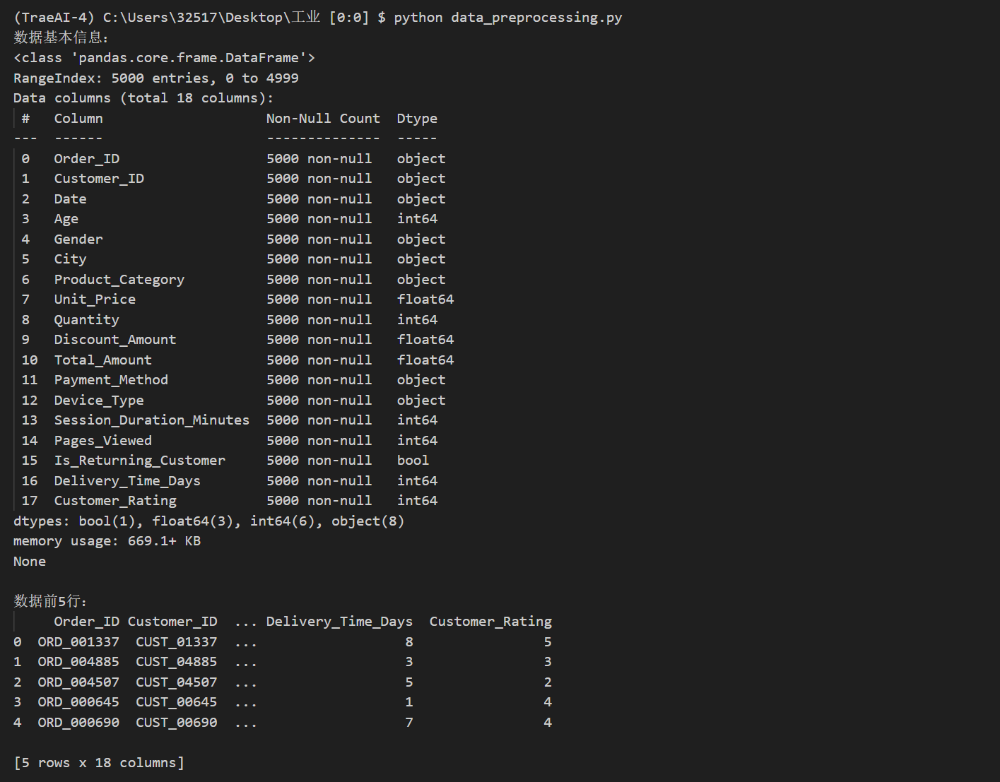 (TraeAI-4) C:\Users\32517\Desktop\工业 [0:0] $ python data_preprocessing.py
数据基本信息：
<class 'pandas.core.frame.DataFrame'>
RangeIndex: 5000 entries, 0 to 4999
Data columns (total 18 columns):
 #   Column                    Non-Null Count  Dtype
---  ------                    --------------  -----
 0   Order_ID                  5000 non-null   object
 1   Customer_ID               5000 non-null   object
 2   Date                      5000 non-null   object
 3   Age                       5000 non-null   int64
 4   Gender                    5000 non-null   object
 5   City                      5000 non-null   object
 6   Product_Category          5000 non-null   object
 7   Unit_Price                5000 non-null   float64
 8   Quantity                  5000 non-null   int64
 9   Discount_Amount           5000 non-null   float64
 10  Total_Amount              5000 non-null   float64
 11  Payment_Method            5000 non-null   object
 12  Device_Type               5000 non-null   object
 13  Session_Duration_Minutes  5000 non-null   int64
 14  Pages_Viewed              5000 non-null   int64
 15  Is_Returning_Customer     5000 non-null   bool
 16  Delivery_Time_Days        5000 non-null   int64
 17  Customer_Rating           5000 non-null   int64
dtypes: bool(1), float64(3), int64(6), object(8)
memory usage: 669.1+ KB
None

数据前5行：
     Order_ID Customer_ID  ... Delivery_Time_Days  Customer_Rating
0  ORD_001337  CUST_01337  ...                  8                5
1  ORD_004885  CUST_04885  ...                  3                3
2  ORD_004507  CUST_04507  ...                  5                2
3  ORD_000645  CUST_00645  ...                  1                4
4  ORD_000690  CUST_00690  ...                  7                4

[5 rows x 18 columns]